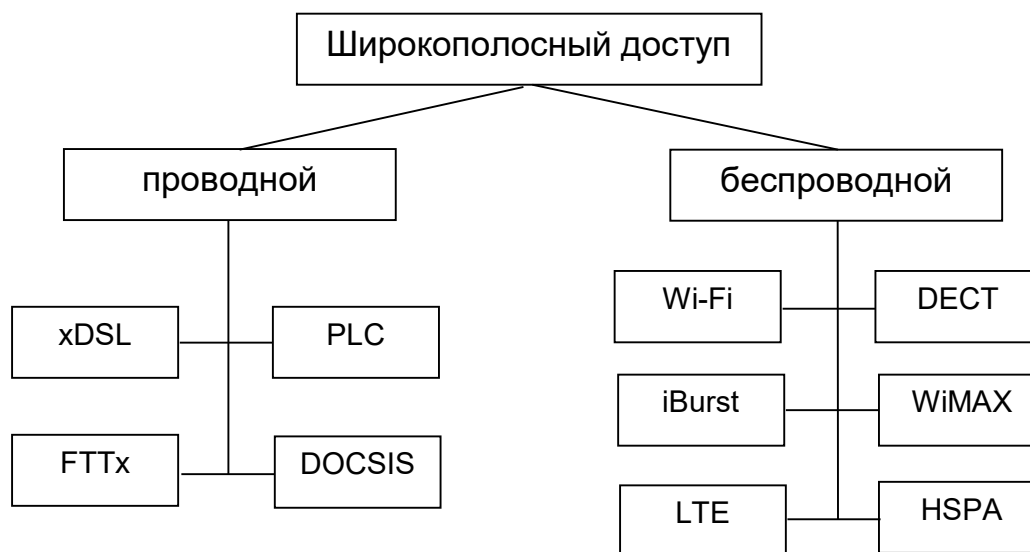 Широкополосный доступ
проводной
беспроводной
Wi-Fi
DECT
xDSL
PLC
iBurst
WiMAX
FTTx
DOCSIS
LTE
HSPA